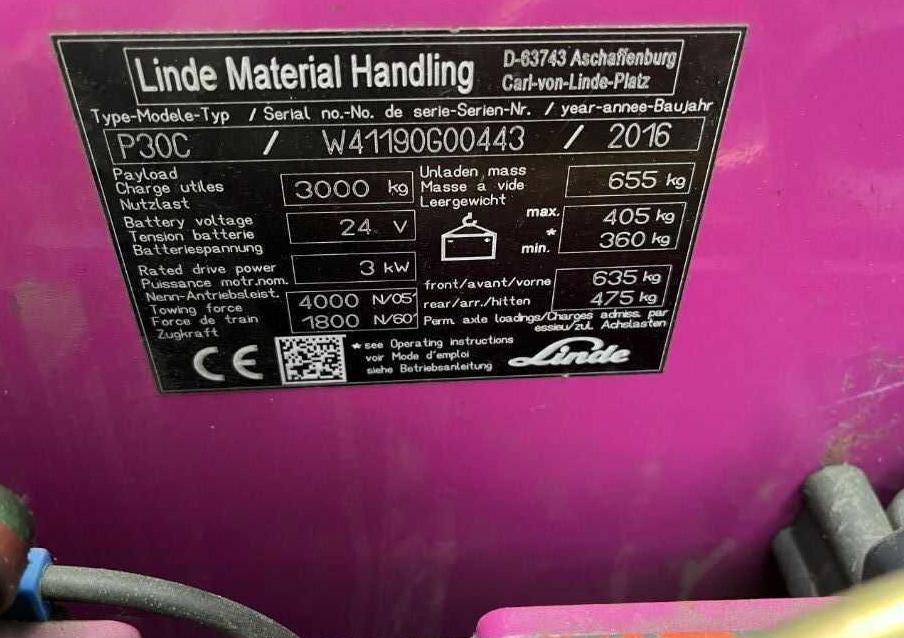 Linde Material Handling
D-63743 Aschaffenburg
Carl-von-Linde-Platz
Type-Modele-Typ / Serial no.-No. de serie-Serien-Nr. / year-annee-Baujahr
P30C / W41190G00443 / 2016
Payload
Charge utiles
Nutzlast
3000 kg
Unladen mass
Masse a vide
Leergewicht
655 kg
Battery voltage
Tension batterie
Batteriespannung
24 V
max.
405 kg
*
min.
360 kg
Rated drive power
Puissance motr.nom.
Nenn-Antriebsleist.
3 kW
front/avant/vorne
635 kg
rear/arr./hitten
475 kg
Towing force
Force de train
Zugkraft
4000 N/05'
1800 N/60'
Perm. axle loadings/Charges admiss. par
essieu/zul. Achslasten
CE
* see Operating instructions
voir Mode d'emploi
siehe Betriebsanleitung
Linde